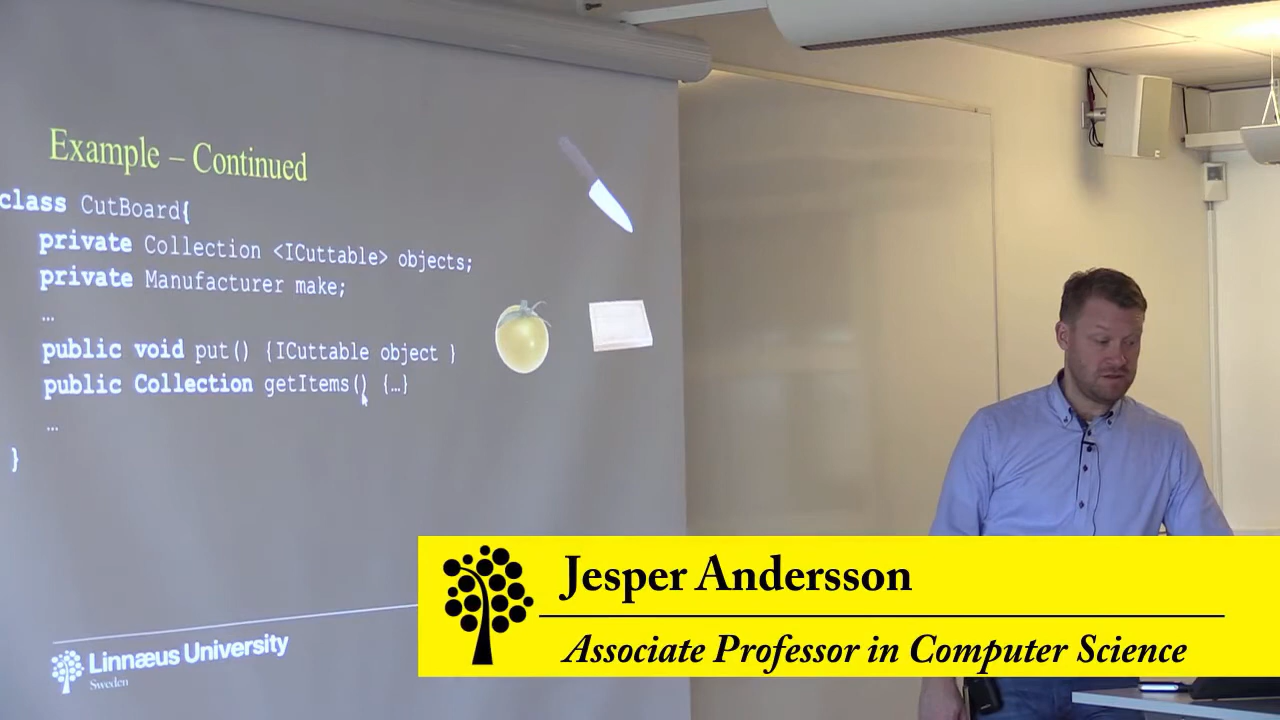 Example – Continued
class CutBoard{
private Collection <ICuttable> objects;
private Manufacturer make;
…
public void put() {ICuttable object }
public Collection getItems() {…}
…
}
Linnæus University
Sweden
Jesper Andersson
Associate Professor in Computer Science